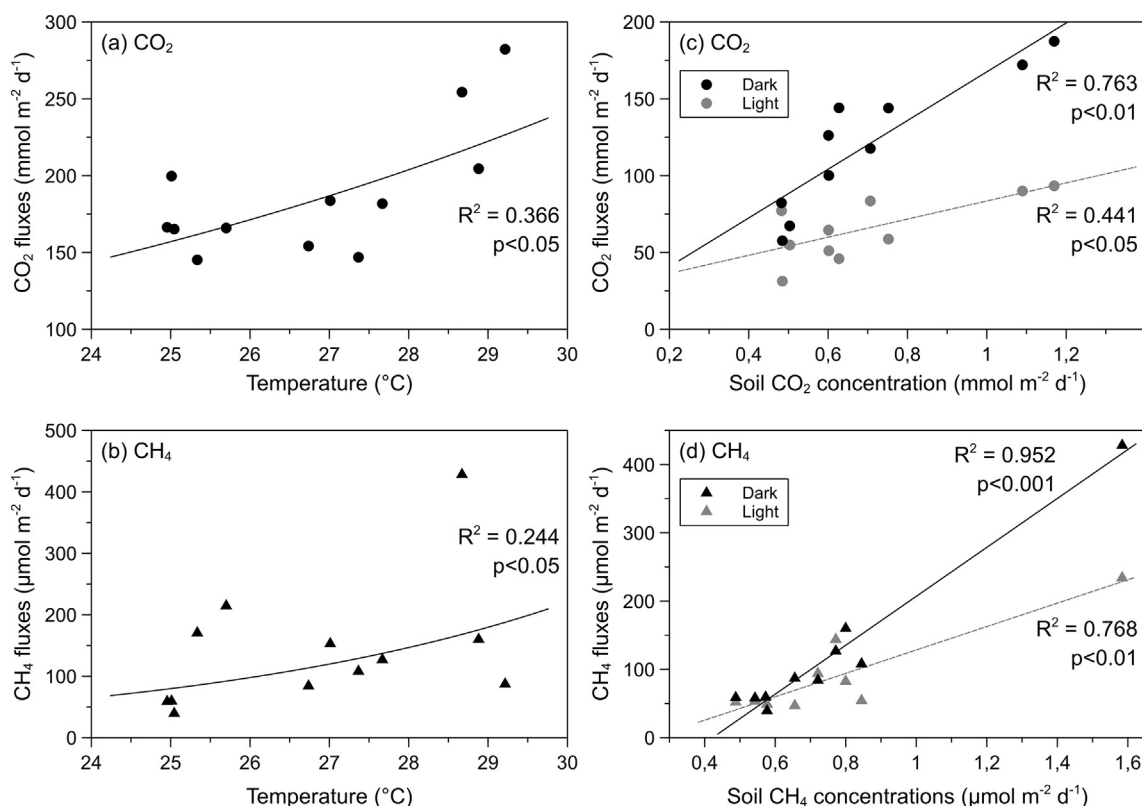 (a) CO₂
CO₂ fluxes (mmol m⁻² d⁻¹)
300
250
200
150
100
R² = 0.366
p<0.05
24 25 26 27 28 29 30
Temperature (°C)
(c) CO₂
Dark
Light
CO₂ fluxes (mmol m⁻² d⁻¹)
200
150
100
50
0
R² = 0.763
p<0.01
R² = 0.441
p<0.05
0,2 0,4 0,6 0,8 1 1,2
Soil CO₂ concentration (mmol m⁻² d⁻¹)
(b) CH₄
CH₄ fluxes (µmol m⁻² d⁻¹)
500
400
300
200
100
0
R² = 0.244
p<0.05
24 25 26 27 28 29 30
Temperature (°C)
(d) CH₄
Dark
Light
CH₄ fluxes (µmol m⁻² d⁻¹)
400
300
200
100
0
R² = 0.952
p<0.001
R² = 0.768
p<0.01
0,4 0,6 0,8 1 1,2 1,4 1,6
Soil CH₄ concentrations (µmol m⁻² d⁻¹)